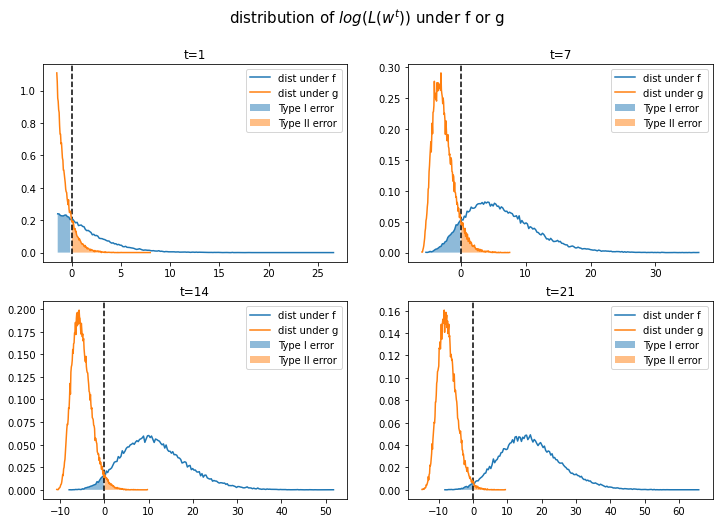 distribution of log(L(w^t)) under f or g
t=1
dist under f
dist under g
Type I error
Type II error
1.0
0.8
0.6
0.4
0.2
0.0
0
5
10
15
20
25
t=7
dist under f
dist under g
Type I error
Type II error
0.30
0.25
0.20
0.15
0.10
0.05
0.00
0
10
20
30
t=14
dist under f
dist under g
Type I error
Type II error
0.200
0.175
0.150
0.125
0.100
0.075
0.050
0.025
0.000
−10
0
10
20
30
40
50
t=21
dist under f
dist under g
Type I error
Type II error
0.16
0.14
0.12
0.10
0.08
0.06
0.04
0.02
0.00
−10
0
10
20
30
40
50
60